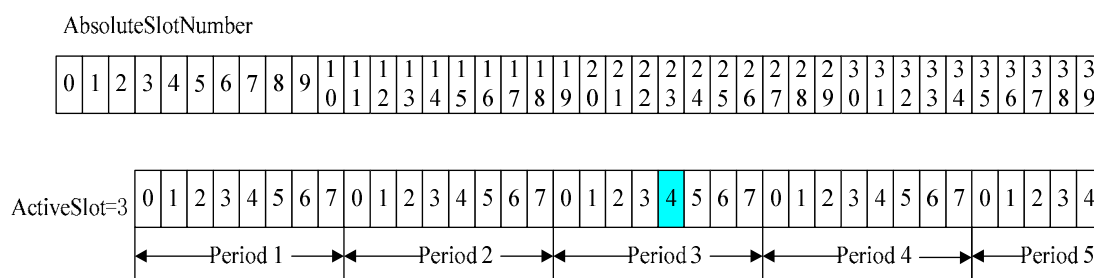 AbsoluteSlotNumber
0 1 2 3 4 5 6 7 8 9 10 11 12 13 14 15 16 17 18 19 20 21 22 23 24 25 26 27 28 29 30 31 32 33 34 35 36 37 38 39
ActiveSlot=3 0 1 2 3 4 5 6 7 0 1 2 3 4 5 6 7 0 1 2 3 4 5 6 7 0 1 2 3 4 5 6 7 0 1 2 3 4
Period 1 Period 2 Period 3 Period 4 Period 5